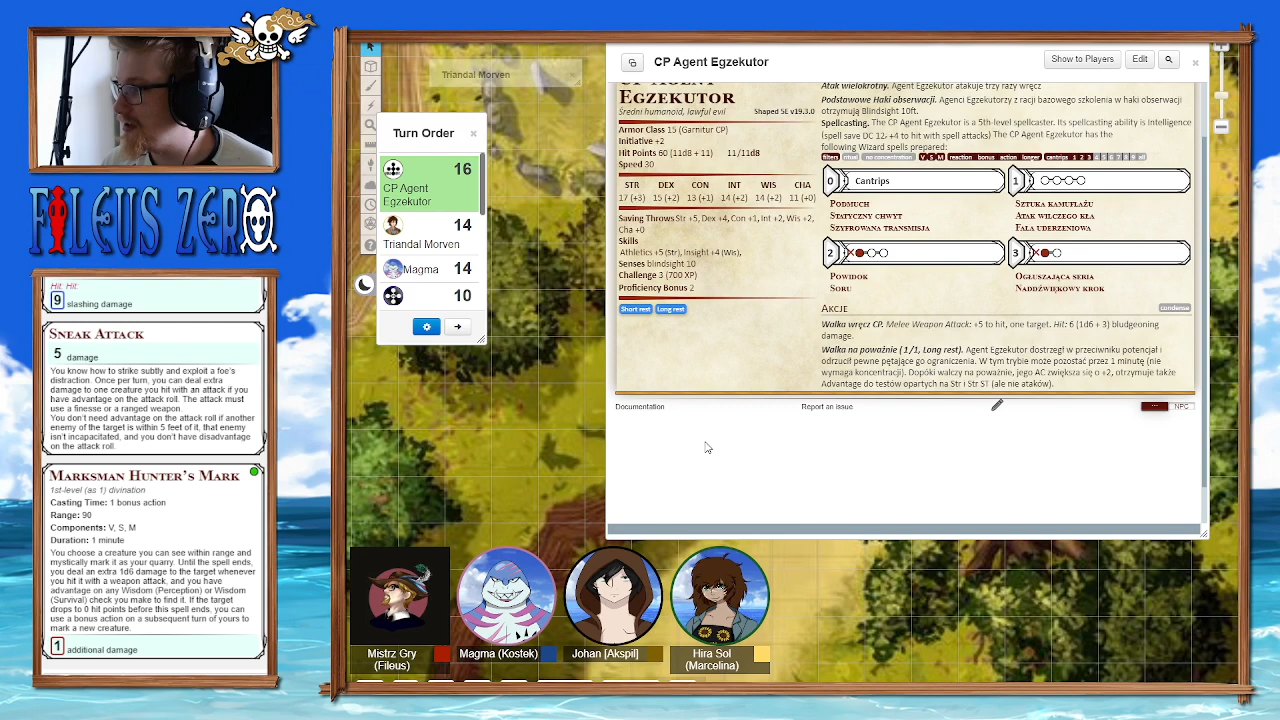 FILEUS ZERO
Hit. Hit.
9 slashing damage
SNEAK ATTACK
5 damage
You know how to strike subtly and exploit a foe's
distraction. Once per turn, you can deal extra
damage to one creature you hit with an attack if you
have advantage on the attack roll. The attack must
use a finesse or a ranged weapon.
You don't need advantage on the attack roll if another
enemy of the target is within 5 feet of it, that enemy
isn't incapacitated, and you don't have disadvantage
on the attack roll.
MARKSMAN HUNTER'S MARK
1st-level (as 1) divination
Casting Time: 1 bonus action
Range: 90
Components: V, S, M
Duration: 1 minute
You choose a creature you can see within range and
mystically mark it as your quarry. Until the spell ends,
you deal an extra 1d6 damage to the target whenever
you hit it with a weapon attack, and you have
advantage on any Wisdom (Perception) or Wisdom
(Survival) check you make to find it. If the target
drops to 0 hit points before this spell ends, you can
use a bonus action on a subsequent turn of yours to
mark a new creature.
1 additional damage
Triandal Morven
Turn Order
16
CP Agent
Egzekutor
14
Triandal Morven
Magma 14
10
CP Agent Egzekutor
Show to Players
Edit
CP AGENT
EGZEKUTOR
Średni humanoid, lawful evil
Shaped 5E v19.3.0
Armor Class 15 (Garnitur CP)
Initiative +2
Hit Points 60 (11d8 + 11) 11/11d8
Speed 30
STR DEX CON INT WIS CHA
17 (+3) 15 (+2) 13 (+1) 14 (+2) 14 (+2) 11 (+0)
Saving Throws Str +5, Dex +4, Con +1, Int +2, Wis +2,
Cha +0
Skills
Athletics +5 (Str), Insight +4 (Wis),
Senses blindsight 10
Challenge 3 (700 XP)
Proficiency Bonus 2
Short rest Long rest
Atak wielokrotny. Agent Egzekutor atakuje trzy razy wręcz
Podstawowe Haki obserwacji. Agenci Egzekutorzy z racji bazowego szkolenia w haki obserwacji
otrzymują Blindsight 10ft.
Spellcasting. The CP Agent Egzekutor is a 5th-level spellcaster. Its spellcasting ability is Intelligence
(spell save DC 12- +4 to hit with spell attacks) The CP Agent Egzekutor has the
following Wizard spells prepared:
filters ritual no concentration V, S, M reaction bonus action longer cantrips 1 2 3 4 5 6 7 8 9 all
0 Cantrips
1
PODMUCH
STATYCZNY CHWYT
SZYFROWANA TRANSMISJA
SZTUKA KAMUFLAŻU
ATAK WILCZEGO KŁA
FALA UDERZENIOWA
2
3
POWIDOK
SORU
OGŁUSZAJĄCA SERIA
NADDŹWIĘKOWY KROK
AKCJE
condense
Walka wręcz CP. Melee Weapon Attack: +5 to hit, one target. Hit: 6 (1d6 + 3) bludgeoning
damage.
Walka na poważnie (1/1, Long rest). Agent Egzekutor dostrzegł w przeciwniku potencjał i
odrzucił pewne pętające go ograniczenia. W tym trybie może pozostać przez 1 minutę (nie
wymaga koncentracji). Dopóki walczy na poważnie, jego AC zwiększa się o +2, otrzymuje także
Advantage do testów opartych na Str i Str ST (ale nie ataków).
Documentation
Report an issue
NPC
Mistrz Gry
(Fileus)
Magma (Kostek)
Johan [Akspil]
Hira Sol
(Marcelina)